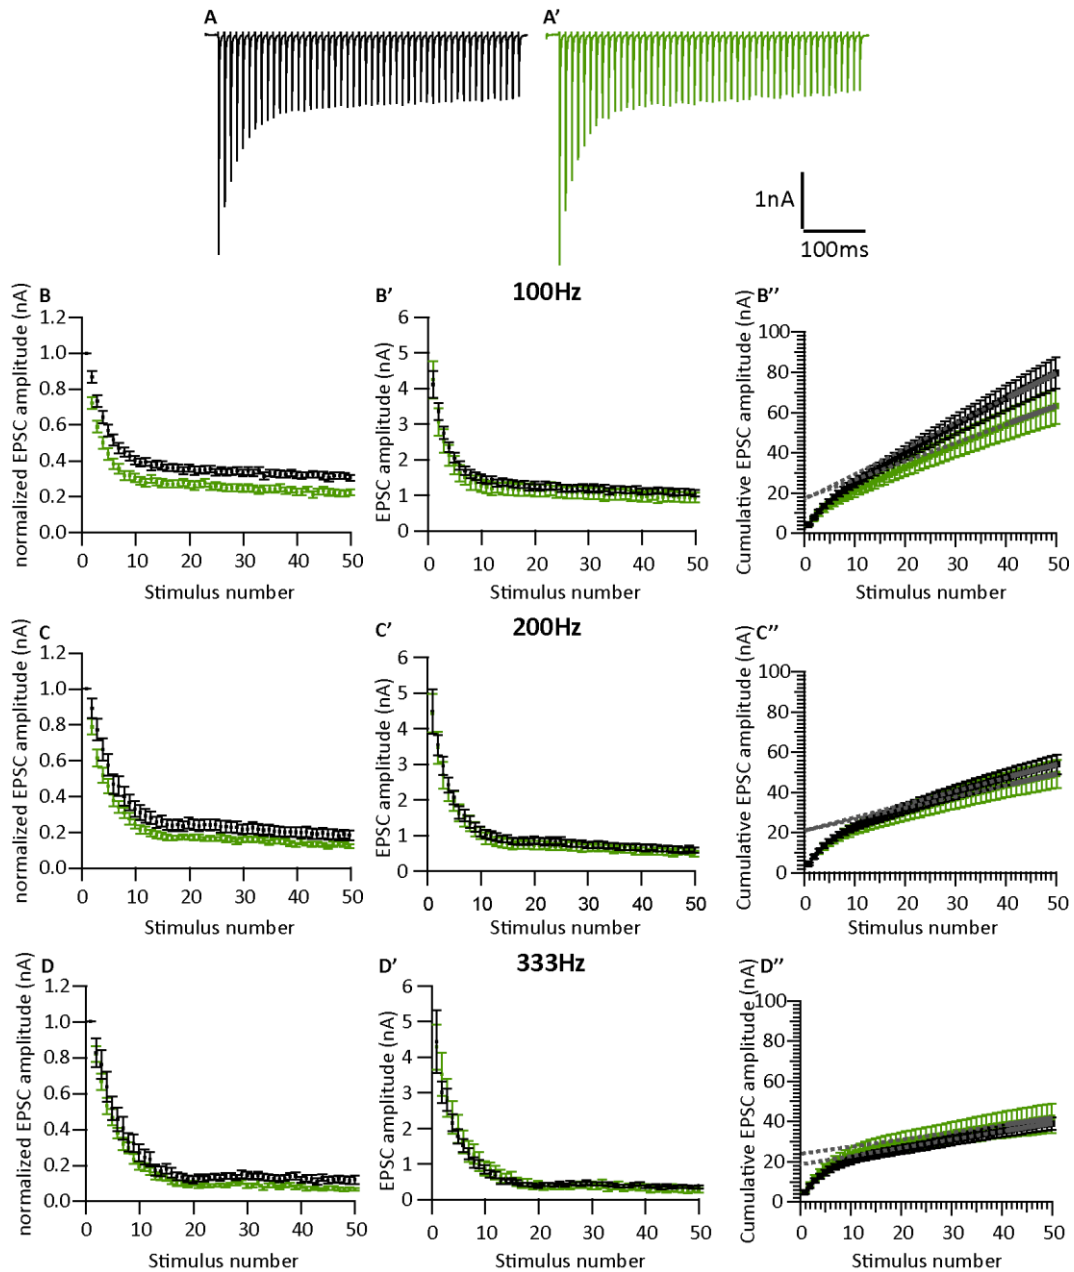 A
A'
1nA
100ms
B
B'
100Hz
B''
normalized EPSC amplitude (nA)
1.2
1.0
0.8
0.6
0.4
0.2
0.0
0 10 20 30 40 50
Stimulus number
EPSC amplitude (nA)
6
5
4
3
2
1
0
0 10 20 30 40 50
Stimulus number
Cumulative EPSC amplitude (nA)
100
80
60
40
20
0
0 10 20 30 40 50
Stimulus number
C
C'
200Hz
C''
normalized EPSC amplitude (nA)
1.2
1.0
0.8
0.6
0.4
0.2
0.0
0 10 20 30 40 50
Stimulus number
EPSC amplitude (nA)
6
5
4
3
2
1
0
0 10 20 30 40 50
Stimulus number
Cumulative EPSC amplitude (nA)
100
80
60
40
20
0
0 10 20 30 40 50
Stimulus number
D
D'
333Hz
D''
normalized EPSC amplitude (nA)
1.2
1.0
0.8
0.6
0.4
0.2
0.0
0 10 20 30 40 50
Stimulus number
EPSC amplitude (nA)
6
5
4
3
2
1
0
0 10 20 30 40 50
Stimulus number
Cumulative EPSC amplitude (nA)
100
80
60
40
20
0
0 10 20 30 40 50
Stimulus number